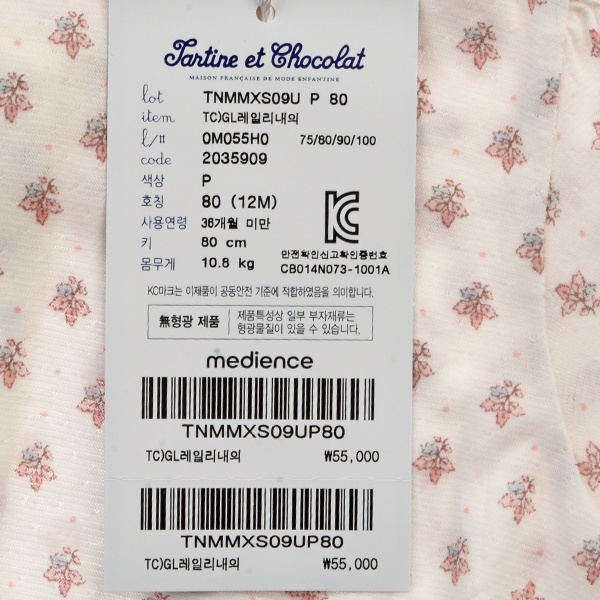 Tartine et Chocolat
MAISON FRANÇAISE DE MODE ENFANTINE
lot TNMMXS09U P 80
item TC)GL레일리내의
l/# 0M055H0 75/80/90/100
code 2035909
색상 P
호칭 80 (12M)
사용연령 36개월 미만
키 80 cm
몸무게 10.8 kg
안전확인신고확인증번호
CB014N073-1001A
KC마크는 이제품이 공동안전 기준에 적합하였음을 의미합니다.
無형광 제품
제품특성상 일부 부자재류는
형광물질이 있을 수 있습니다.
medience
TNMMXS09UP80
TC)GL레일리내의 ₩55,000
TNMMXS09UP80
TC)GL레일리내의 ₩55,000